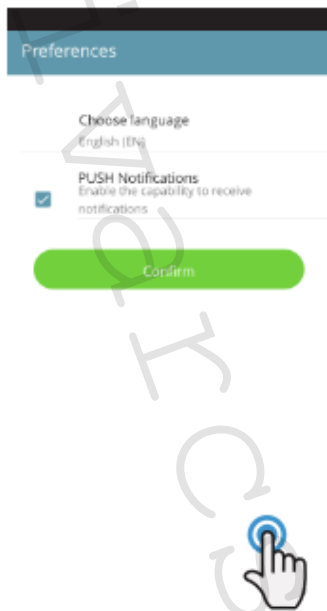 Preferences
Choose language
English (EN)
PUSH Notifications
Enable the capability to receive
notifications
Confirm